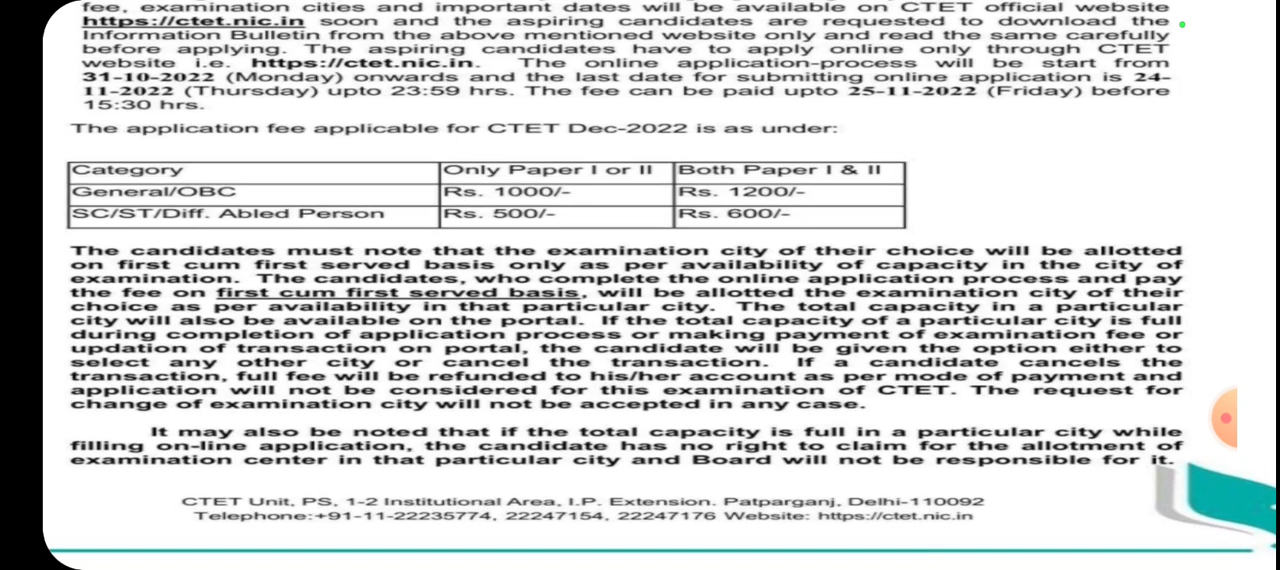 fee, examination cities and important dates will be available on CTET official website
https://ctet.nic.in soon and the aspiring candidates are requested to download the
Information Bulletin from the above mentioned website only and read the same carefully
before applying. The aspiring candidates have to apply online only through CTET
website i.e. https://ctet.nic.in. The online application-process will be start from
31-10-2022 (Monday) onwards and the last date for submitting online application is 24-
11-2022 (Thursday) upto 23:59 hrs. The fee can be paid upto 25-11-2022 (Friday) before
15:30 hrs.
The application fee applicable for CTET Dec-2022 is as under:
Category Only Paper I or II Both Paper I & II
General/OBC Rs. 1000/- Rs. 1200/-
SC/ST/Diff. Abled Person Rs. 500/- Rs. 600/-
The candidates must note that the examination city of their choice will be allotted
on first cum first served basis only as per availability of capacity in the city of
examination. The candidates, who complete the online application process and pay
the fee on first cum first served basis, will be allotted the examination city of their
choice as per availability in that particular city. The total capacity in a particular
city will also be available on the portal. If the total capacity of a particular city is full
during completion of application process or making payment of examination fee or
updation of transaction on portal, the candidate will be given the option either to
select any other city or cancel the transaction. If a candidate cancels the
transaction, full fee will be refunded to his/her account as per mode of payment and
application will not be considered for this examination of CTET. The request for
change of examination city will not be accepted in any case.
It may also be noted that if the total capacity is full in a particular city while
filling on-line application, the candidate has no right to claim for the allotment of
examination center in that particular city and Board will not be responsible for it.
CTET Unit, PS, 1-2 Institutional Area, I.P. Extension. Patparganj, Delhi-110092
Telephone:+91-11-22235774, 22247154, 22247176 Website: https://ctet.nic.in